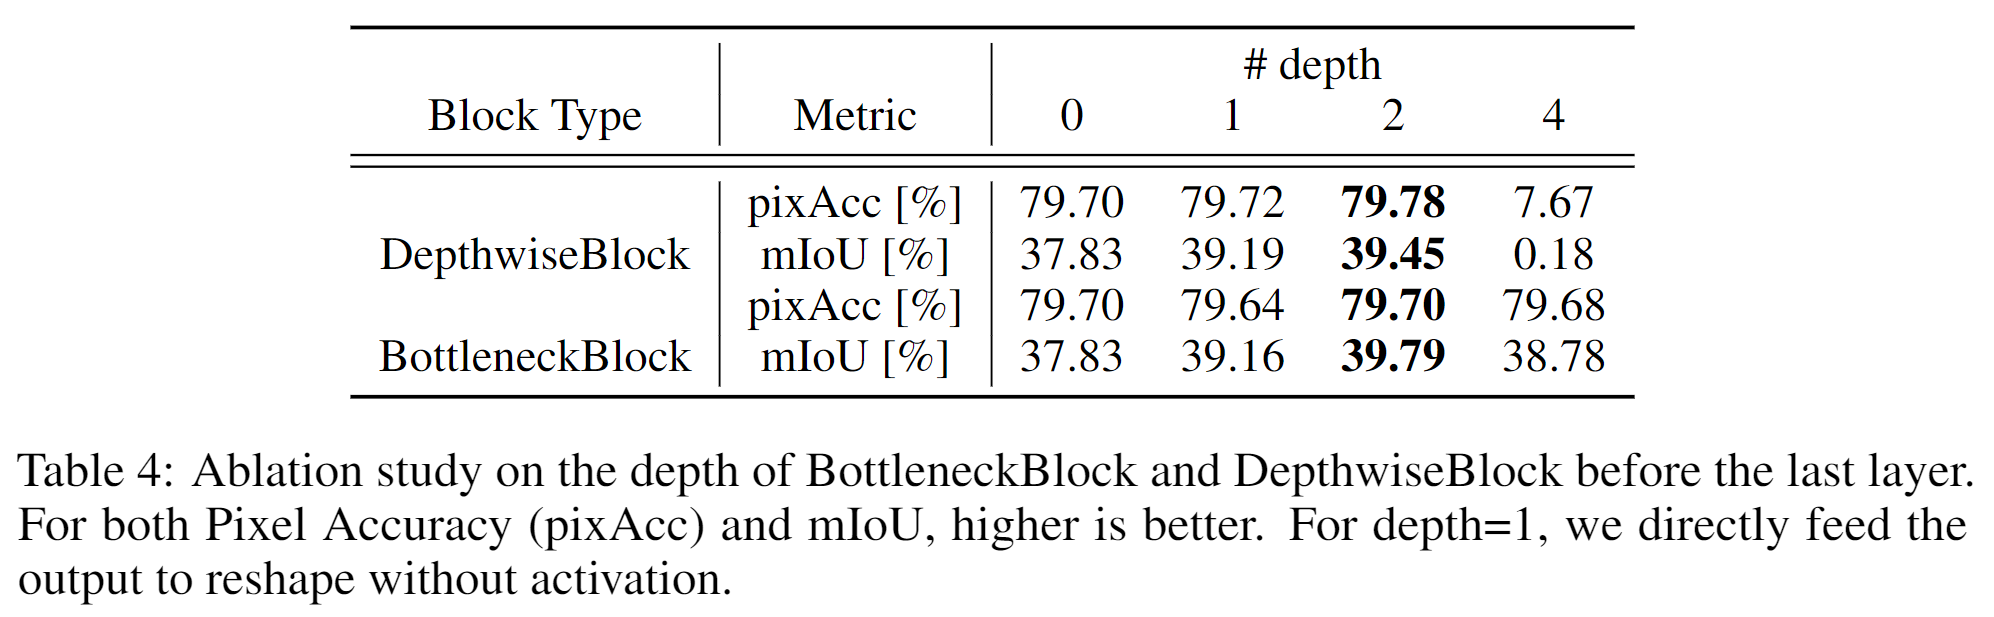 # depth
Block Type Metric 0 1 2 4
pixAcc [%] 79.70 79.72 79.78 7.67
DepthwiseBlock mIoU [%] 37.83 39.19 39.45 0.18
pixAcc [%] 79.70 79.64 79.70 79.68
BottleneckBlock mIoU [%] 37.83 39.16 39.79 38.78
Table 4: Ablation study on the depth of BottleneckBlock and DepthwiseBlock before the last layer.
For both Pixel Accuracy (pixAcc) and mIoU, higher is better. For depth=1, we directly feed the
output to reshape without activation.